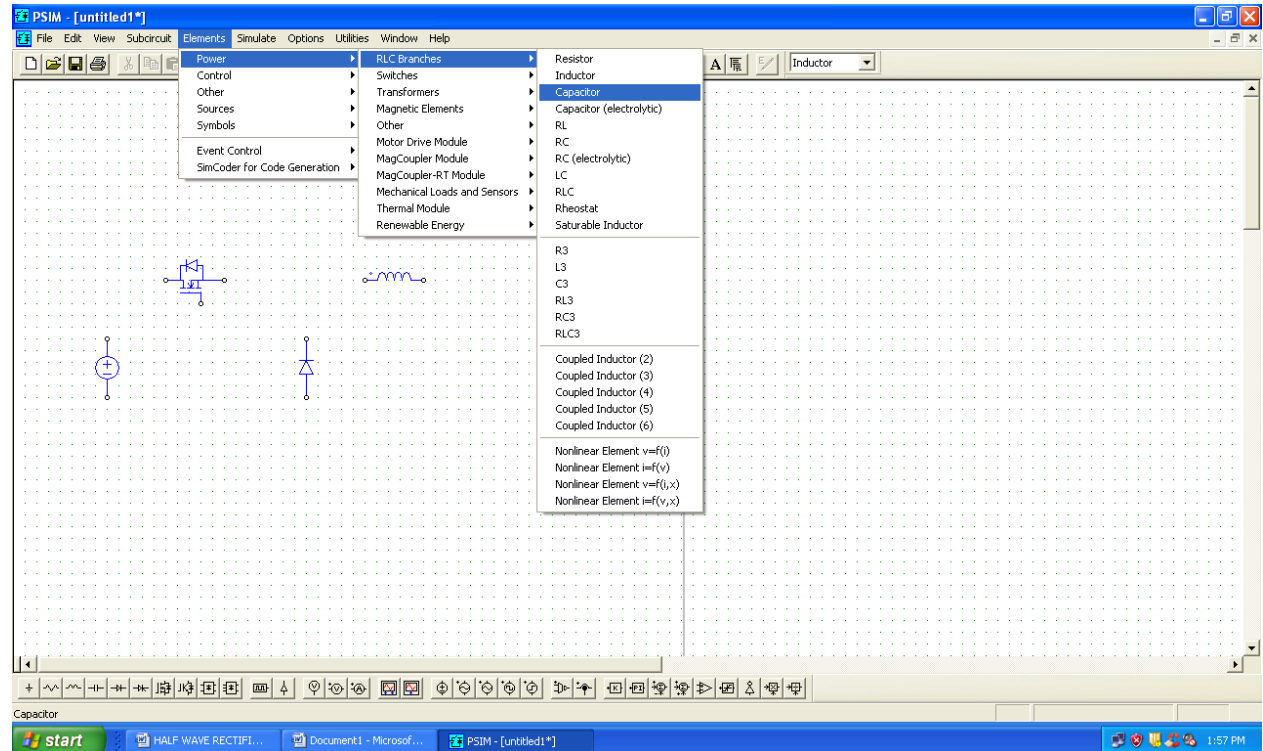 PSIM - [untitled1*]
File Edit View Subcircuit Elements Simulate Options Utilities Window Help
Inductor
Power
Control
Other
Sources
Symbols
Event Control
SimCoder for Code Generation
RLC Branches
Switches
Transformers
Magnetic Elements
Other
Motor Drive Module
MagCoupler Module
MagCoupler-RT Module
Mechanical Loads and Sensors
Thermal Module
Renewable Energy
Resistor
Inductor
Capacitor
Capacitor (electrolytic)
RL
RC
RC (electrolytic)
LC
RLC
Rheostat
Saturable Inductor
R3
L3
C3
RL3
RC3
RLC3
Coupled Inductor (2)
Coupled Inductor (3)
Coupled Inductor (4)
Coupled Inductor (5)
Coupled Inductor (6)
Nonlinear Element v=f(i)
Nonlinear Element i=f(v)
Nonlinear Element v=f(i,x)
Nonlinear Element i=f(v,x)
Capacitor
start HALF WAVE RECTIFI... Document1 - Microsof... PSIM - [untitled1*] 1:57 PM